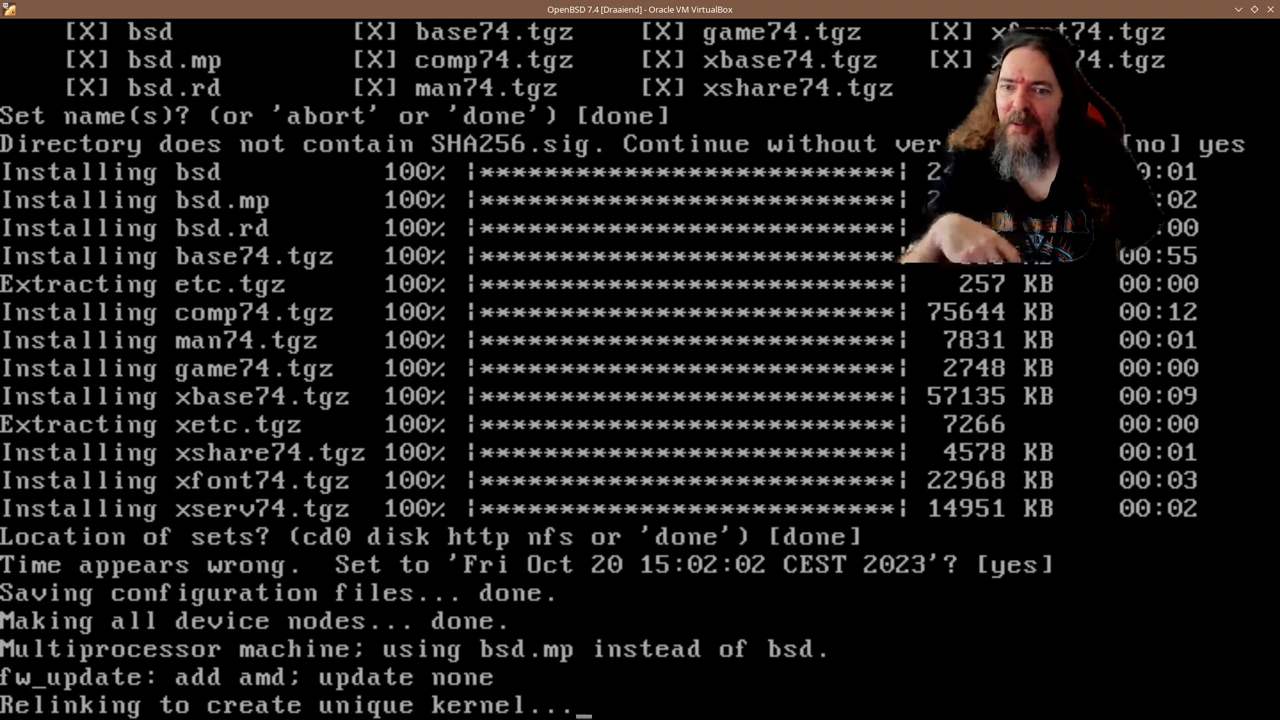 OpenBSD 7.4 [Draaiend] - Oracle VM VirtualBox
[X] bsd [X] base74.tgz [X] game74.tgz [X]
[X] bsd.mp [X] comp74.tgz [X] xbase74.tgz [X]
[X] bsd.rd [X] man74.tgz [X] xshare74.tgz
Set name(s)? (or 'abort' or 'done') [done]
Directory does not contain SHA256.sig. Continue without [no] yes
Installing bsd 100% |**************************|
Installing bsd.mp 100% |**************************|
Installing bsd.rd 100% |**************************|
Installing base74.tgz 100% |**************************| 00:55
Extracting etc.tgz 100% |**************************| 257 KB 00:00
Installing comp74.tgz 100% |**************************| 75644 KB 00:12
Installing man74.tgz 100% |**************************| 7831 KB 00:01
Installing game74.tgz 100% |**************************| 2748 KB 00:00
Installing xbase74.tgz 100% |**************************| 57135 KB 00:09
Extracting xetc.tgz 100% |**************************| 7266 00:00
Installing xshare74.tgz 100% |**************************| 4578 KB 00:01
Installing xfont74.tgz 100% |**************************| 22968 KB 00:03
Installing xserv74.tgz 100% |**************************| 14951 KB 00:02
Location of sets? (cd0 disk http nfs or 'done') [done]
Time appears wrong. Set to 'Fri Oct 20 15:02:02 CEST 2023'? [yes]
Saving configuration files... done.
Making all device nodes... done.
Multiprocessor machine; using bsd.mp instead of bsd.
fw_update: add amd; update none
Relinking to create unique kernel..._